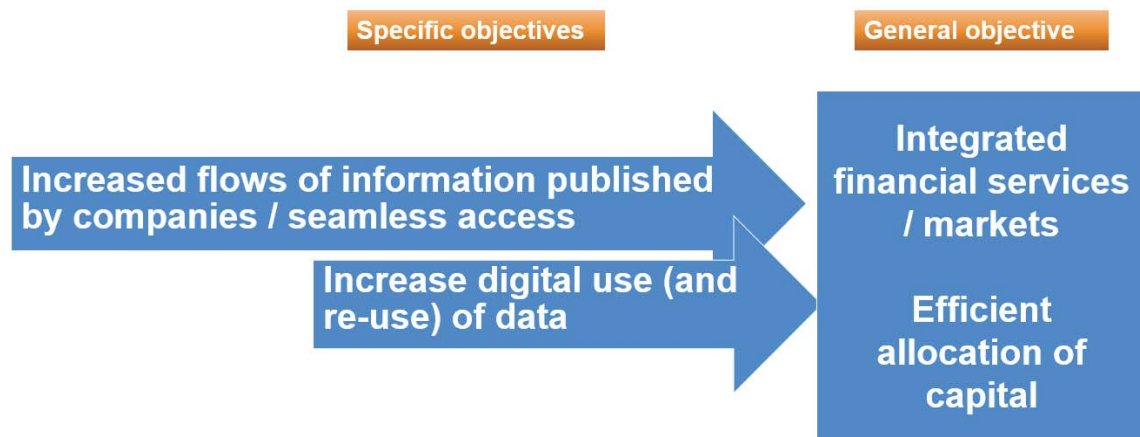 Specific objectives
General objective
Increased flows of information published
by companies / seamless access
Increase digital use (and
re-use) of data
Integrated
financial services
/ markets
Efficient
allocation of
capital